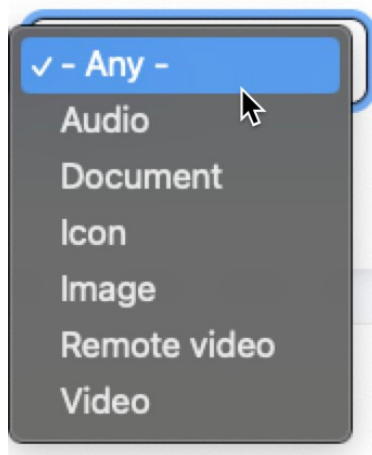 ✓ - Any -
Audio
Document
Icon
Image
Remote video
Video